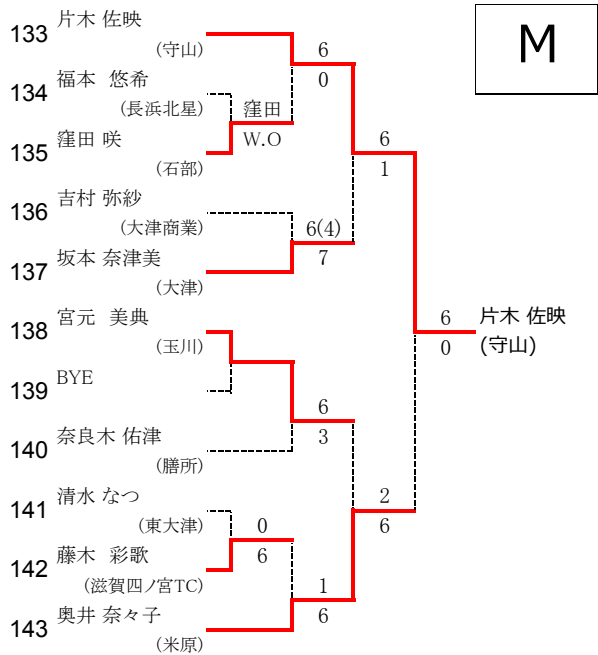 M
133 片木 佐映
(守山)
6
0
134 福本 悠希
(長浜北星)
窪田
W.O
135 窪田 咲
(石部)
6
1
136 吉村 弥紗
(大津商業)
6(4)
7
137 坂本 奈津美
(大津)
138 宮元 美典
(玉川)
6
0
片木 佐映
(守山)
139 BYE
6
3
140 奈良木 佑津
(膳所)
141 清水 なつ
(東大津)
2
6
0
6
142 藤木 彩歌
(滋賀四ノ宮TC)
1
6
143 奥井 奈々子
(米原)